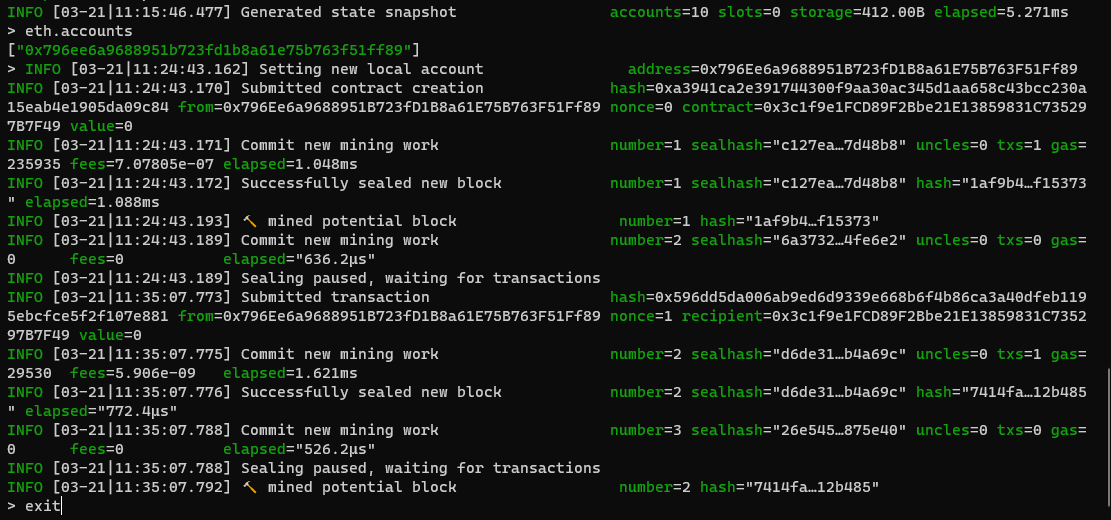 INFO [03-21|11:15:46.477] Generated state snapshot accounts=10 slots=0 storage=412.00B elapsed=5.271ms
> eth.accounts
["0x796ee6a9688951b723fd1b8a61e75b763f51ff89"]
> INFO [03-21|11:24:43.162] Setting new local account address=0x796Ee6a9688951B723fD1B8a61E75B763F51Ff89
INFO [03-21|11:24:43.170] Submitted contract creation hash=0xa3941ca2e391744300f9aa30ac345d1aa658c43bcc230a
15eab4e1905da09c84 from=0x796Ee6a9688951B723fD1B8a61E75B763F51Ff89 nonce=0 contract=0x3c1f9e1FCD89F2Bbe21E13859831C73529
7B7F49 value=0
INFO [03-21|11:24:43.171] Commit new mining work number=1 sealhash="c127ea…7d48b8" uncles=0 txs=1 gas=
235935 fees=7.07805e-07 elapsed=1.048ms
INFO [03-21|11:24:43.172] Successfully sealed new block number=1 sealhash="c127ea…7d48b8" hash="1af9b4…f15373
" elapsed=1.088ms
INFO [03-21|11:24:43.193] 🔨 mined potential block number=1 hash="1af9b4…f15373"
INFO [03-21|11:24:43.189] Commit new mining work number=2 sealhash="6a3732…4fe6e2" uncles=0 txs=0 gas=
0 fees=0 elapsed="636.2µs"
INFO [03-21|11:24:43.189] Sealing paused, waiting for transactions
INFO [03-21|11:35:07.773] Submitted transaction hash=0x596dd5da006ab9ed6d9339e668b6f4b86ca3a40dfeb119
5ebcfce5f2f107e881 from=0x796Ee6a9688951B723fD1B8a61E75B763F51Ff89 nonce=1 recipient=0x3c1f9e1FCD89F2Bbe21E13859831C7352
97B7F49 value=0
INFO [03-21|11:35:07.775] Commit new mining work number=2 sealhash="d6de31…b4a69c" uncles=0 txs=1 gas=
29530 fees=5.906e-09 elapsed=1.621ms
INFO [03-21|11:35:07.776] Successfully sealed new block number=2 sealhash="d6de31…b4a69c" hash="7414fa…12b485
" elapsed="772.4µs"
INFO [03-21|11:35:07.788] Commit new mining work number=3 sealhash="26e545…875e40" uncles=0 txs=0 gas=
0 fees=0 elapsed="526.2µs"
INFO [03-21|11:35:07.788] Sealing paused, waiting for transactions
INFO [03-21|11:35:07.792] 🔨 mined potential block number=2 hash="7414fa…12b485"
> exit